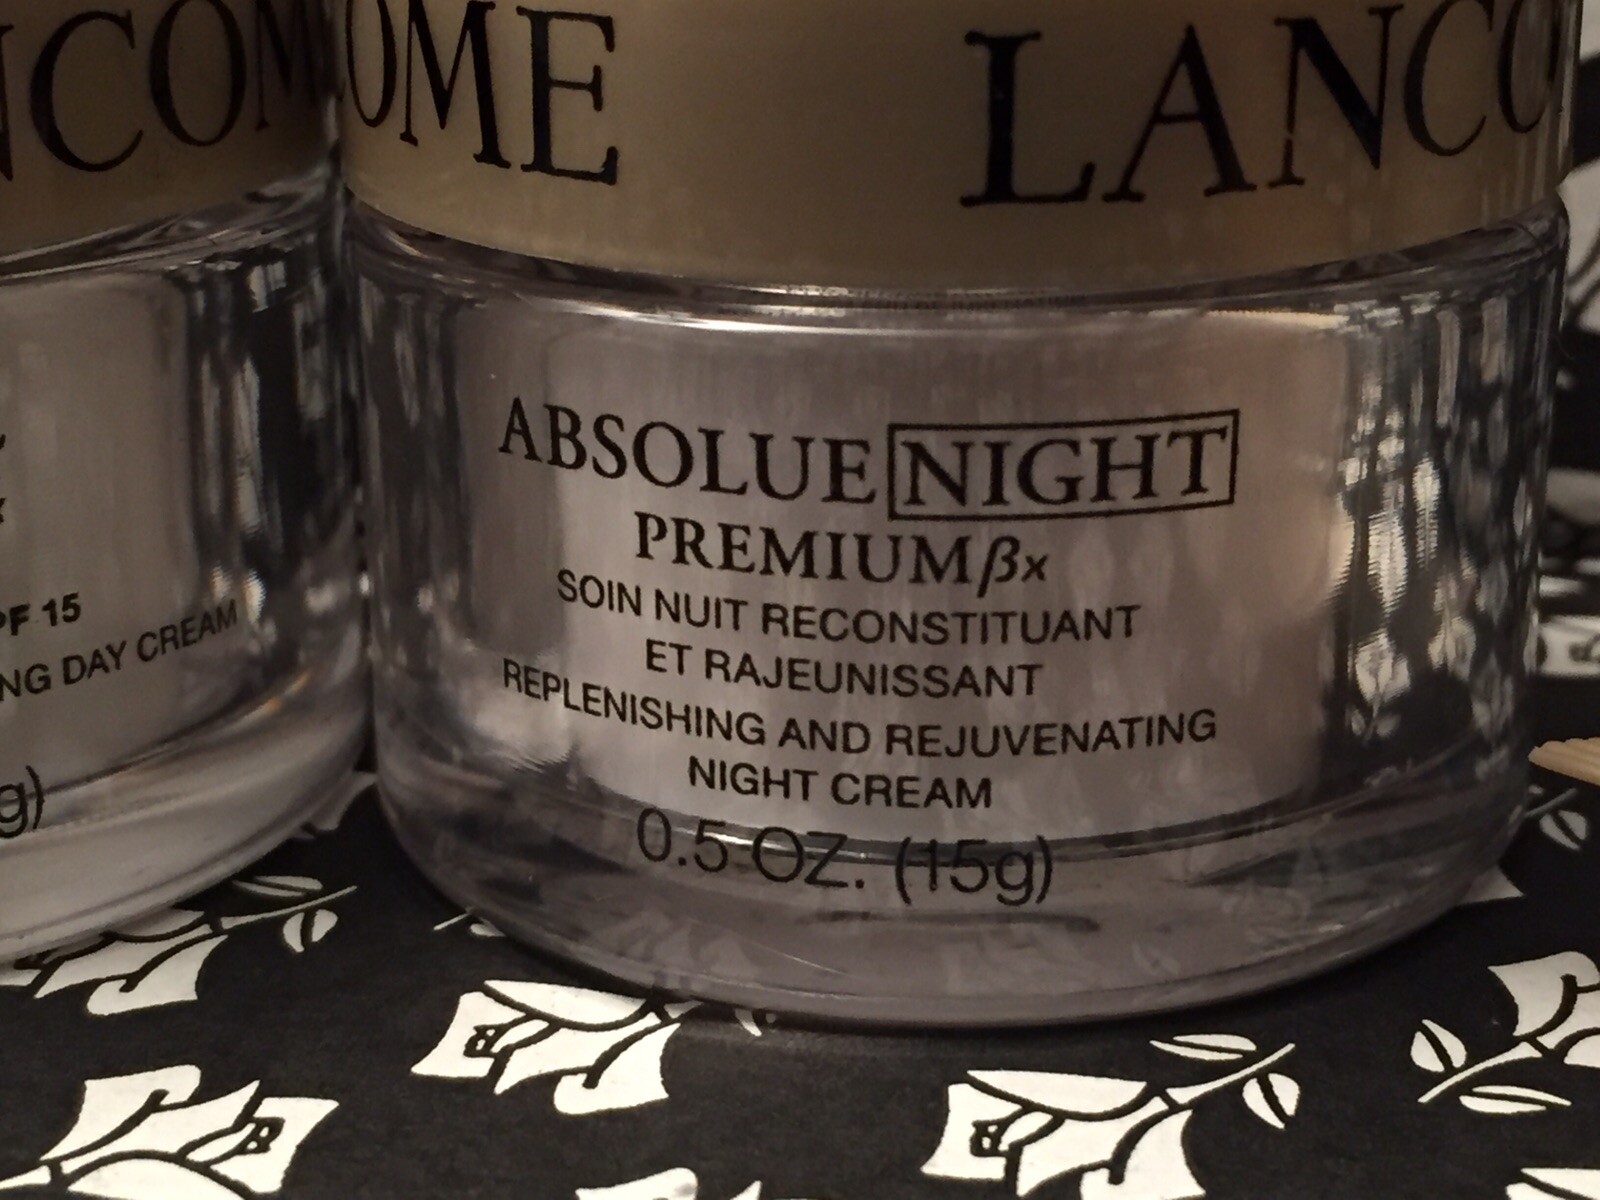 NCOM
OME
LANCO
PF 15
NG DAY CREAM
g)
ABSOLUE NIGHT
PREMIUM βx
SOIN NUIT RECONSTITUANT
ET RAJEUNISSANT
REPLENISHING AND REJUVENATING
NIGHT CREAM
0.5 OZ. (15g)